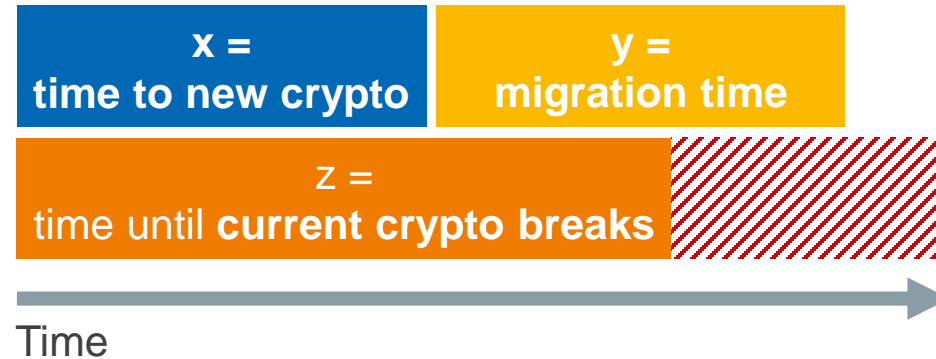 x =
time to new crypto
y =
migration time
z =
time until current crypto breaks
Time